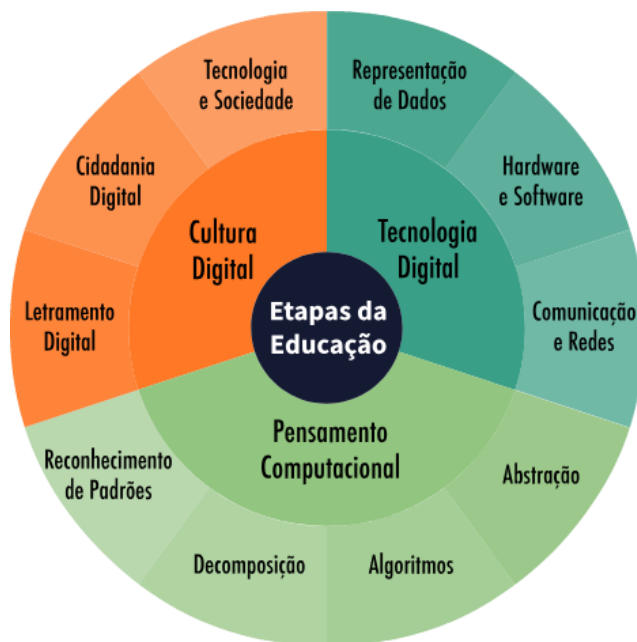 Tecnologia
e Sociedade
Representação
de Dados
Cidadania
Digital
Hardware
e Software
Cultura
Digital
Tecnologia
Digital
Letramento
Digital
Etapas da
Educação
Comunicação
e Redes
Pensamento
Computacional
Reconhecimento
de Padrões
Abstração
Decomposição
Algoritmos